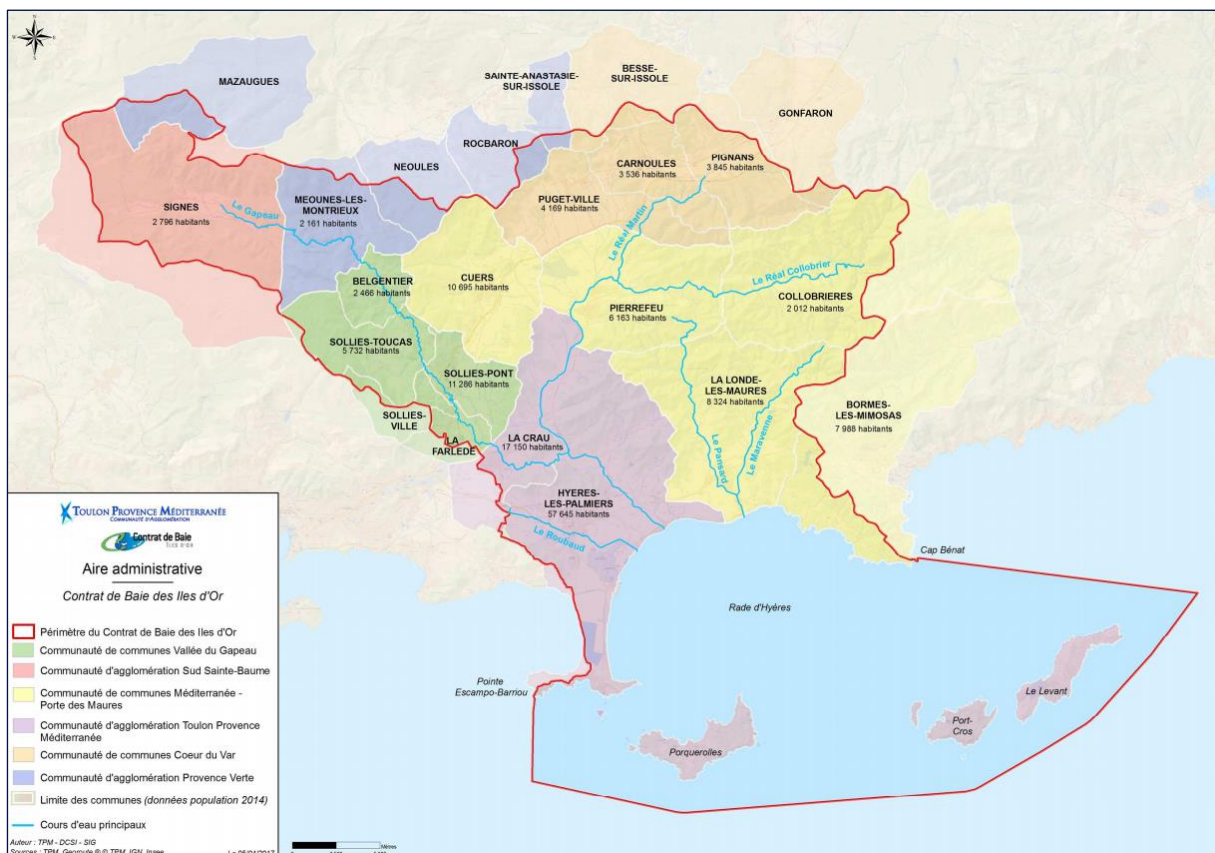 MAZAUGUES
SAINTE-ANASTASIE-
SUR-ISSOLE
BESSE-
SUR-ISSOLE
GONFARON
ROCBARON
NEOULES
CARNOULES
3 536 habitants
PIGNANS
3 845 habitants
SIGNES
2 796 habitants
Le Gapeau
MEOUNES-LES-
MONTRIEUX
2 161 habitants
PUGET-VILLE
4 169 habitants
Le Réal Martin
BELGENTIER
2 466 habitants
CUERS
10 695 habitants
Le Réal Collobrier
PIERREFEU
6 163 habitants
COLLOBRIERES
2 012 habitants
SOLLIES-TOUCAS
5 732 habitants
SOLLIES-PONT
11 286 habitants
LA LONDE-
LES-MAURES
8 324 habitants
BORMES-
LES-MIMOSAS
7 988 habitants
SOLLIES-
VILLE
LA
FARLEDE
LA CRAU
17 150 habitants
Le Pansard
Le Maravenne
HYERES-
LES-PALMIERS
57 645 habitants
Le Roubaud
Cap Bénat
Rade d'Hyères
Pointe
Escampo-Barriou
Le Levant
Port-
Cros
Porquerolles
TOULON PROVENCE MÉDITERRANÉE
COMMUNAUTÉ D'AGGLOMÉRATION
Contrat de Baie
Aire administrative
Contrat de Baie des Iles d'Or
Périmètre du Contrat de Baie des Iles d'Or
Communauté de communes Vallée du Gapeau
Communauté d'agglomération Sud Sainte-Baume
Communauté de communes Méditerranée -
Porte des Maures
Communauté d'agglomération Toulon Provence
Méditerranée
Communauté de communes Coeur du Var
Communauté d'agglomération Provence Verte
Limite des communes (données population 2014)
Cours d'eau principaux
Auteur : TPM - DCSI - SIG
Mètres